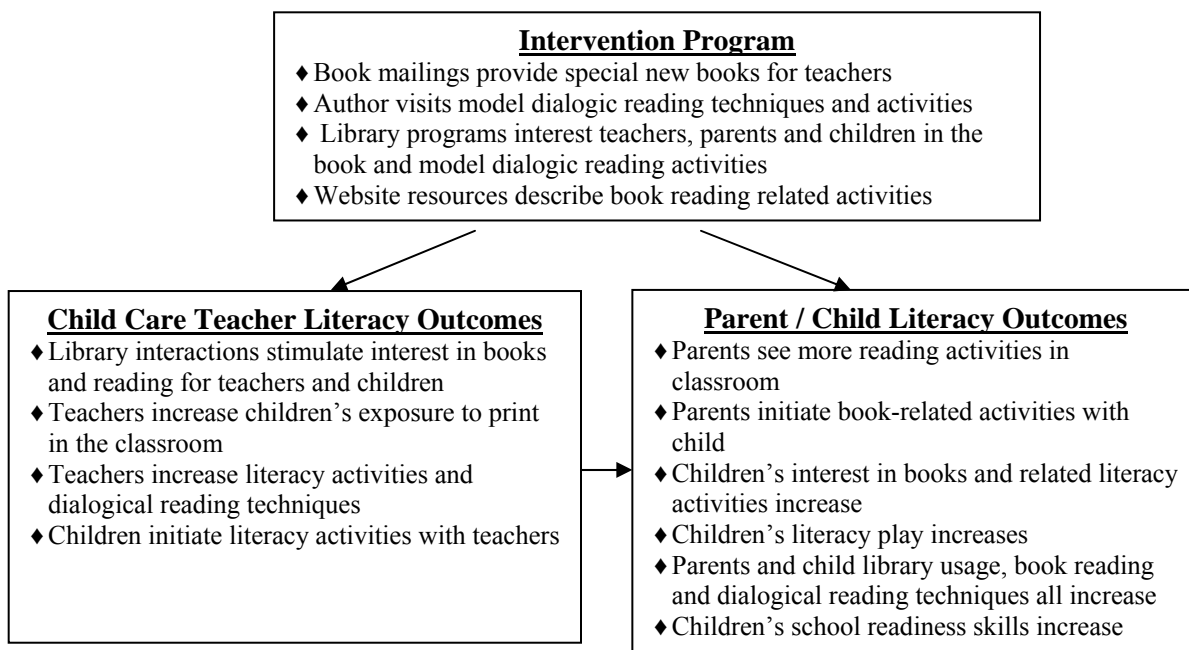 Intervention Program
♦ Book mailings provide special new books for teachers
♦ Author visits model dialogic reading techniques and activities
♦ Library programs interest teachers, parents and children in the
book and model dialogic reading activities
♦ Website resources describe book reading related activities
Child Care Teacher Literacy Outcomes
♦ Library interactions stimulate interest in books
and reading for teachers and children
♦ Teachers increase children's exposure to print
in the classroom
♦ Teachers increase literacy activities and
dialogical reading techniques
♦ Children initiate literacy activities with teachers
Parent / Child Literacy Outcomes
♦ Parents see more reading activities in
classroom
♦ Parents initiate book-related activities with
child
♦ Children's interest in books and related literacy
activities increase
♦ Children's literacy play increases
♦ Parents and child library usage, book reading
and dialogical reading techniques all increase
♦ Children's school readiness skills increase